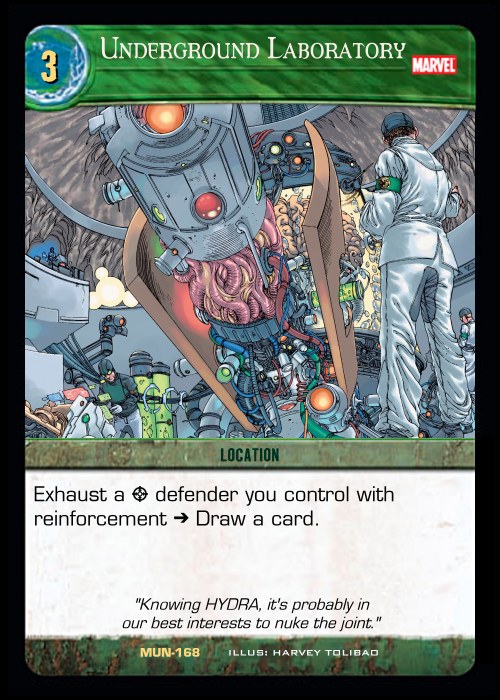 3
Underground Laboratory
MARVEL
LOCATION
Exhaust a ⌖ defender you control with
reinforcement ➔ Draw a card.
"Knowing HYDRA, it's probably in
our best interests to nuke the joint."
MUN-168 ILLUS: HARVEY TOLIBAO